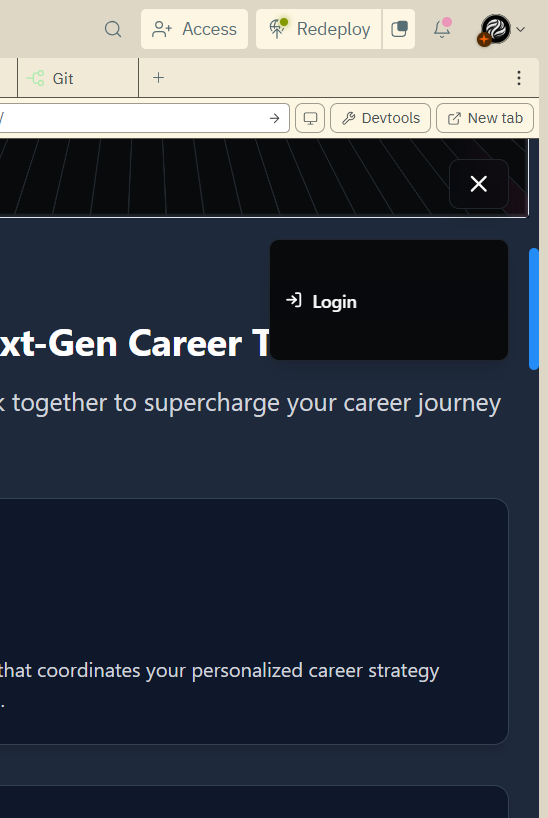 Access
Redeploy
Git
/
Devtools
New tab
Login
xt-Gen Career T
together to supercharge your career journey
that coordinates your personalized career strategy
.